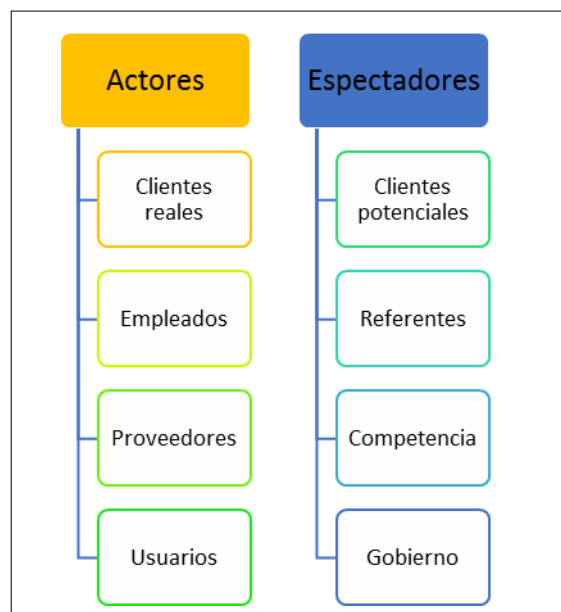 Actores
Clientes
reales
Empleados
Proveedores
Usuarios
Espectadores
Clientes
potenciales
Referentes
Competencia
Gobierno